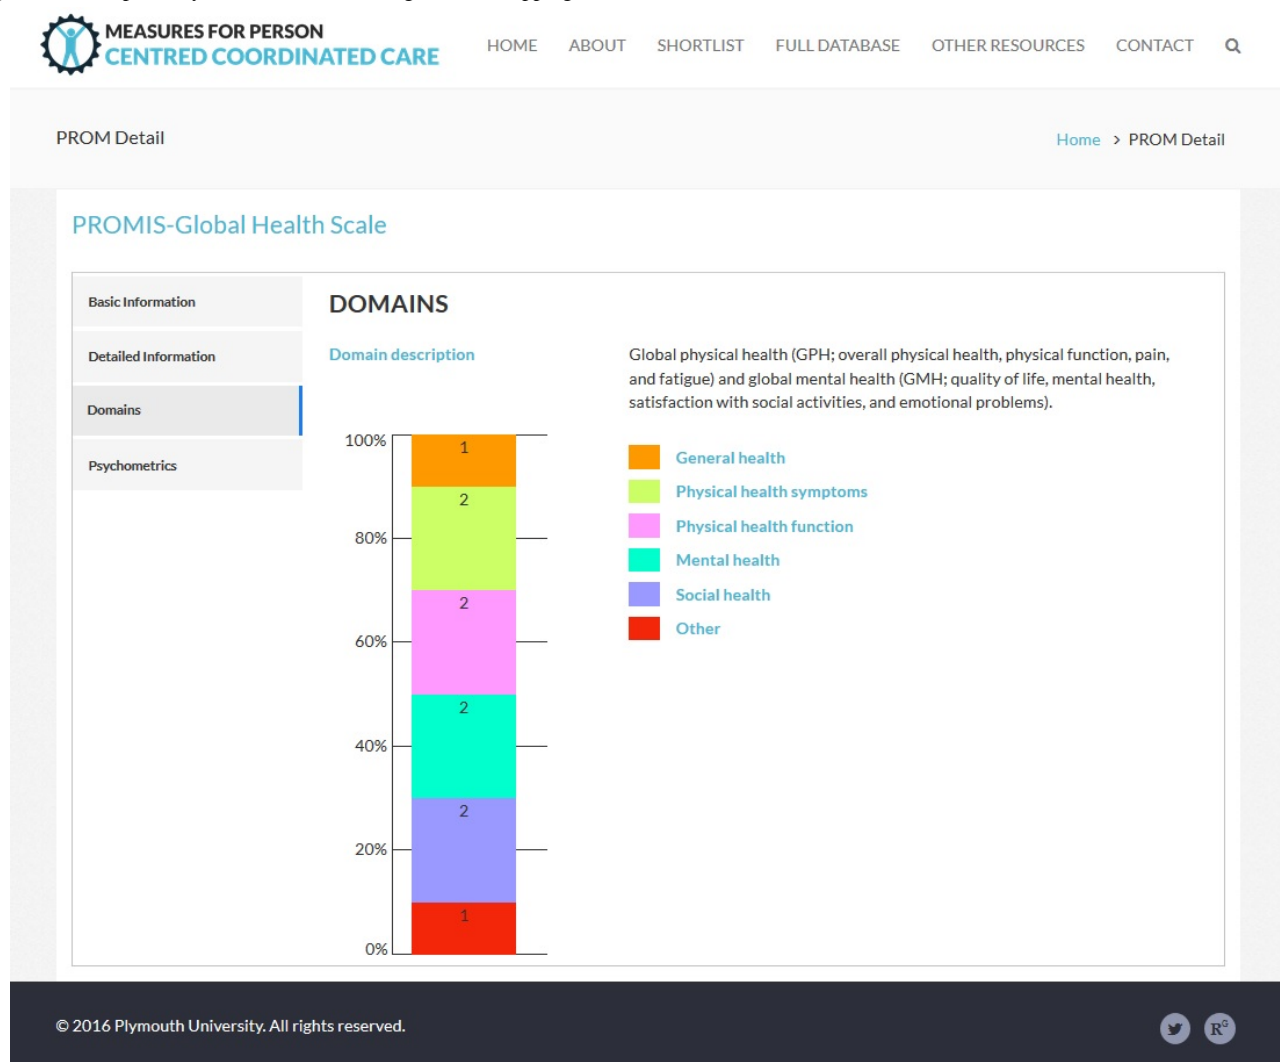 MEASURES FOR PERSON
CENTRED COORDINATED CARE
HOME ABOUT SHORTLIST FULL DATABASE OTHER RESOURCES CONTACT
PROM Detail
Home > PROM Detail
PROMIS-Global Health Scale
Basic Information
Detailed Information
Domains
Psychometrics
DOMAINS
Domain description
Global physical health (GPH; overall physical health, physical function, pain,
and fatigue) and global mental health (GMH; quality of life, mental health,
satisfaction with social activities, and emotional problems).
100%
80%
60%
40%
20%
0%
1
2
2
2
2
1
General health
Physical health symptoms
Physical health function
Mental health
Social health
Other
© 2016 Plymouth University. All rights reserved.
RG